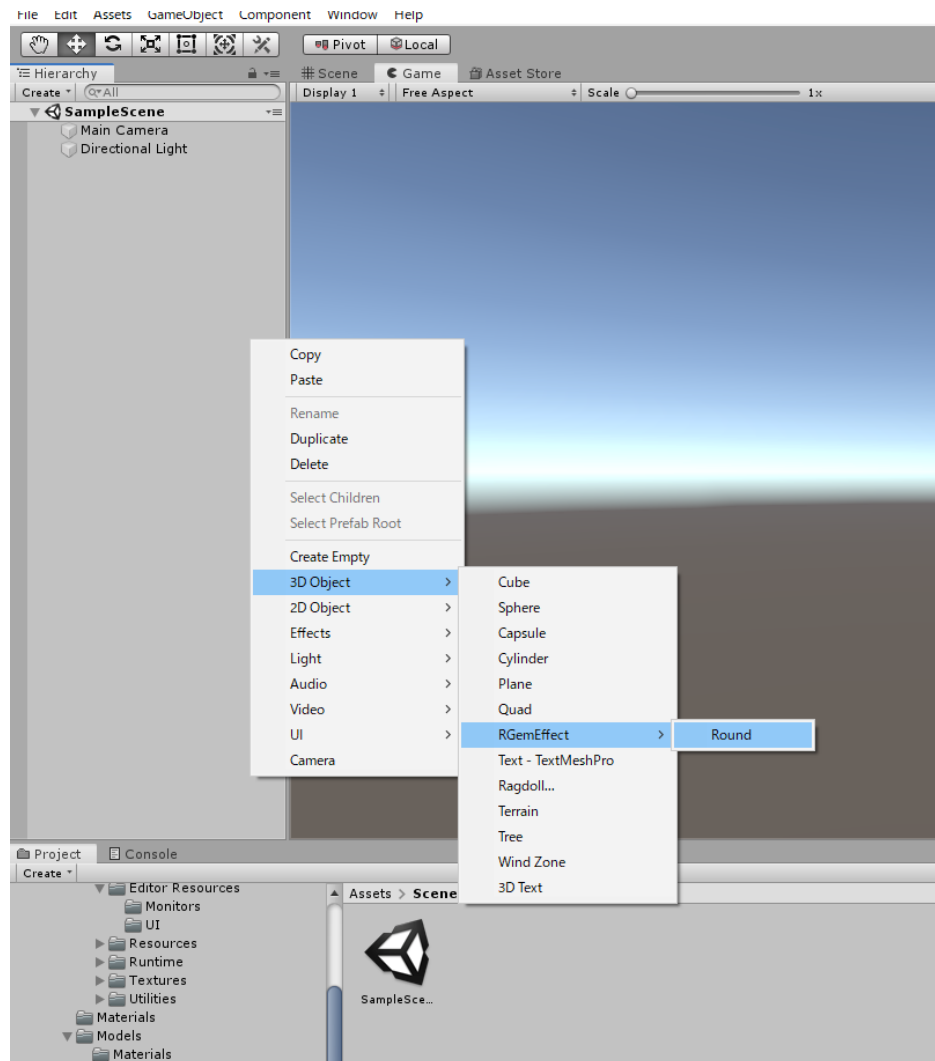 File Edit Assets GameObject Component Window Help
Pivot Local
Hierarchy
Scene Game Asset Store
Create All
Display 1 Free Aspect Scale 1x
SampleScene
Main Camera
Directional Light
Copy
Paste
Rename
Duplicate
Delete
Select Children
Select Prefab Root
Create Empty
3D Object
2D Object
Effects
Light
Audio
Video
UI
Camera
Cube
Sphere
Capsule
Cylinder
Plane
Quad
RGemEffect
Text - TextMeshPro
Ragdoll...
Terrain
Tree
Wind Zone
3D Text
Round
Project Console
Create
Editor Resources
Monitors
UI
Resources
Runtime
Textures
Utilities
Materials
Models
Materials
Assets > Scene
SampleSce...